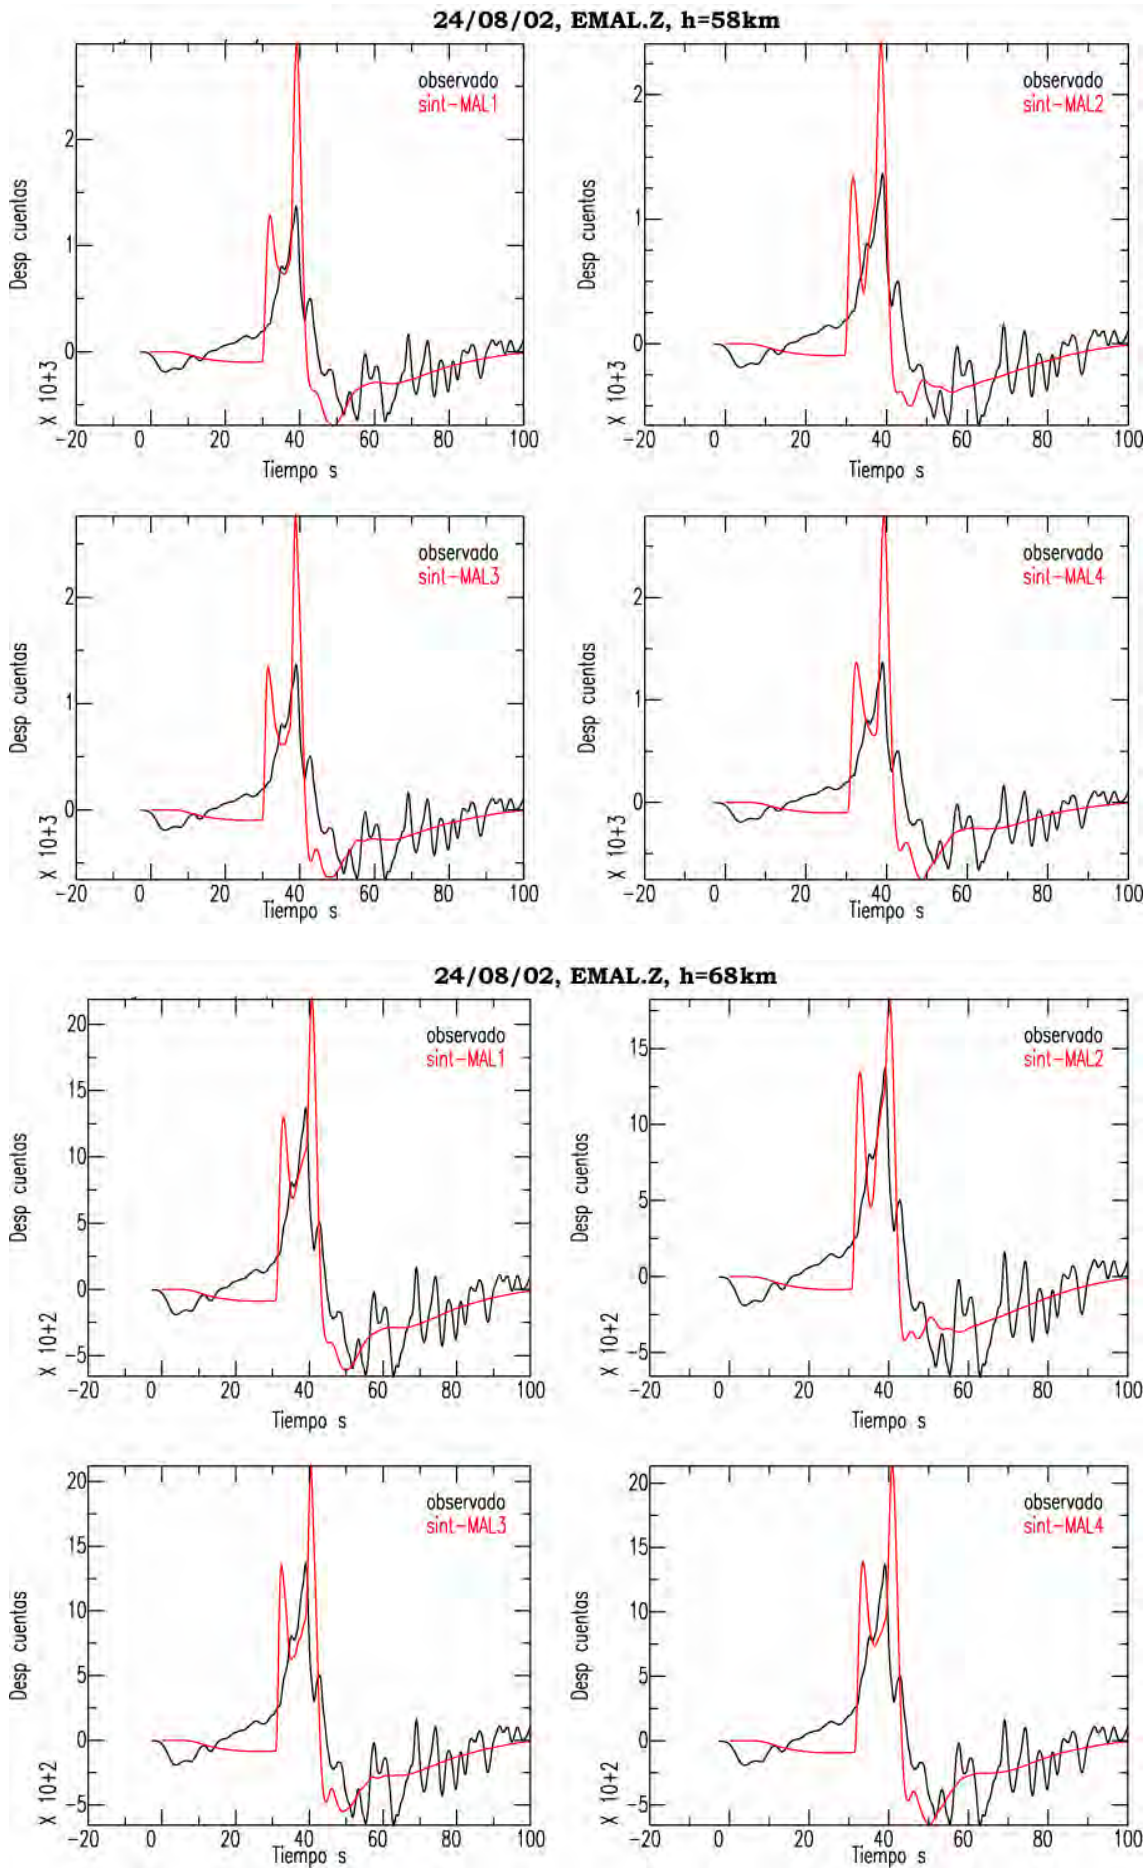 24/08/02, EMAL.Z, h=58km
observado
sint-MAL1
2
1
0
Desp cuentas
X 10+3
-20 0 20 40 60 80 100
Tiempo s
observado
sint-MAL2
2
1
0
Desp cuentas
X 10+3
-20 0 20 40 60 80 100
Tiempo s
observado
sint-MAL3
2
1
0
Desp cuentas
X 10+3
-20 0 20 40 60 80 100
Tiempo s
observado
sint-MAL4
2
1
0
Desp cuentas
X 10+3
-20 0 20 40 60 80 100
Tiempo s
24/08/02, EMAL.Z, h=68km
observado
sint-MAL1
20
15
10
5
0
-5
Desp cuentas
X 10+2
-20 0 20 40 60 80 100
Tiempo s
observado
sint-MAL2
15
10
5
0
-5
Desp cuentas
X 10+2
-20 0 20 40 60 80 100
Tiempo s
observado
sint-MAL3
20
15
10
5
0
-5
Desp cuentas
X 10+2
-20 0 20 40 60 80 100
Tiempo s
observado
sint-MAL4
20
15
10
5
0
-5
Desp cuentas
X 10+2
-20 0 20 40 60 80 100
Tiempo s